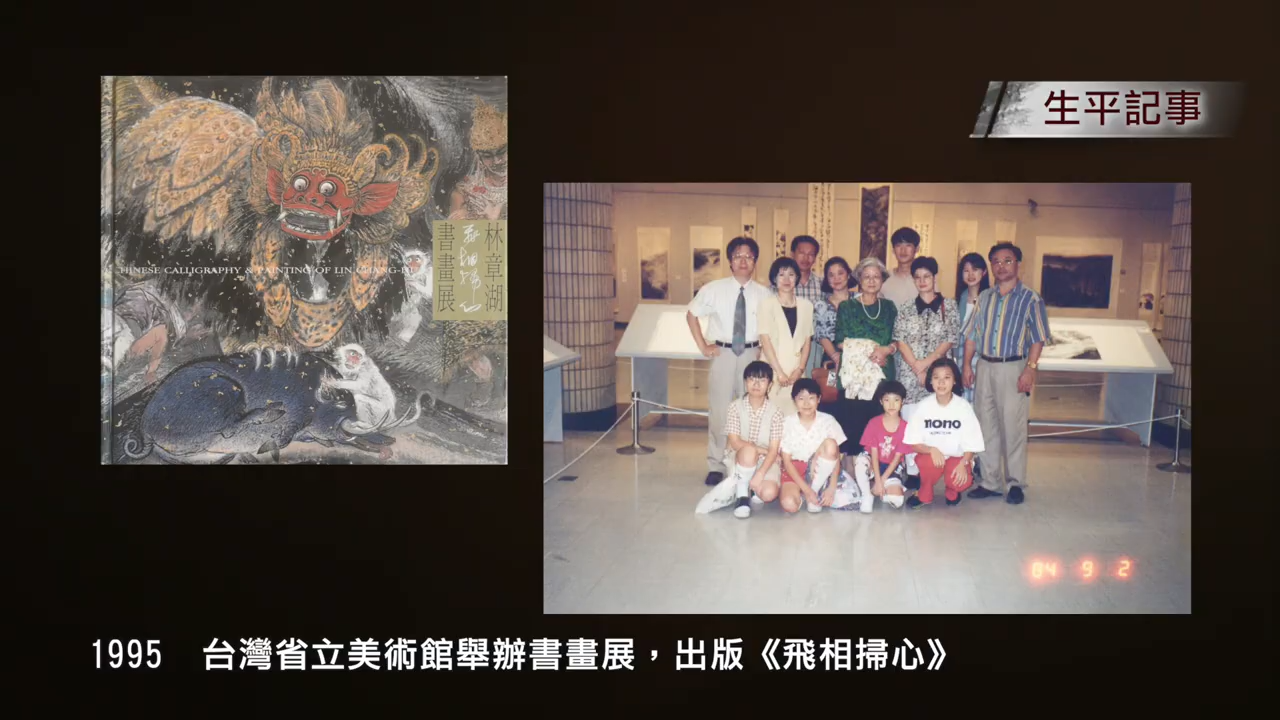 生平記事
林章湖
書畫展
CHINESE CALLIGRAPHY & PAINTING OF LIN CHANG-HU
nono
84 9 2
1995 台灣省立美術館舉辦書畫展，出版《飛相掃心》